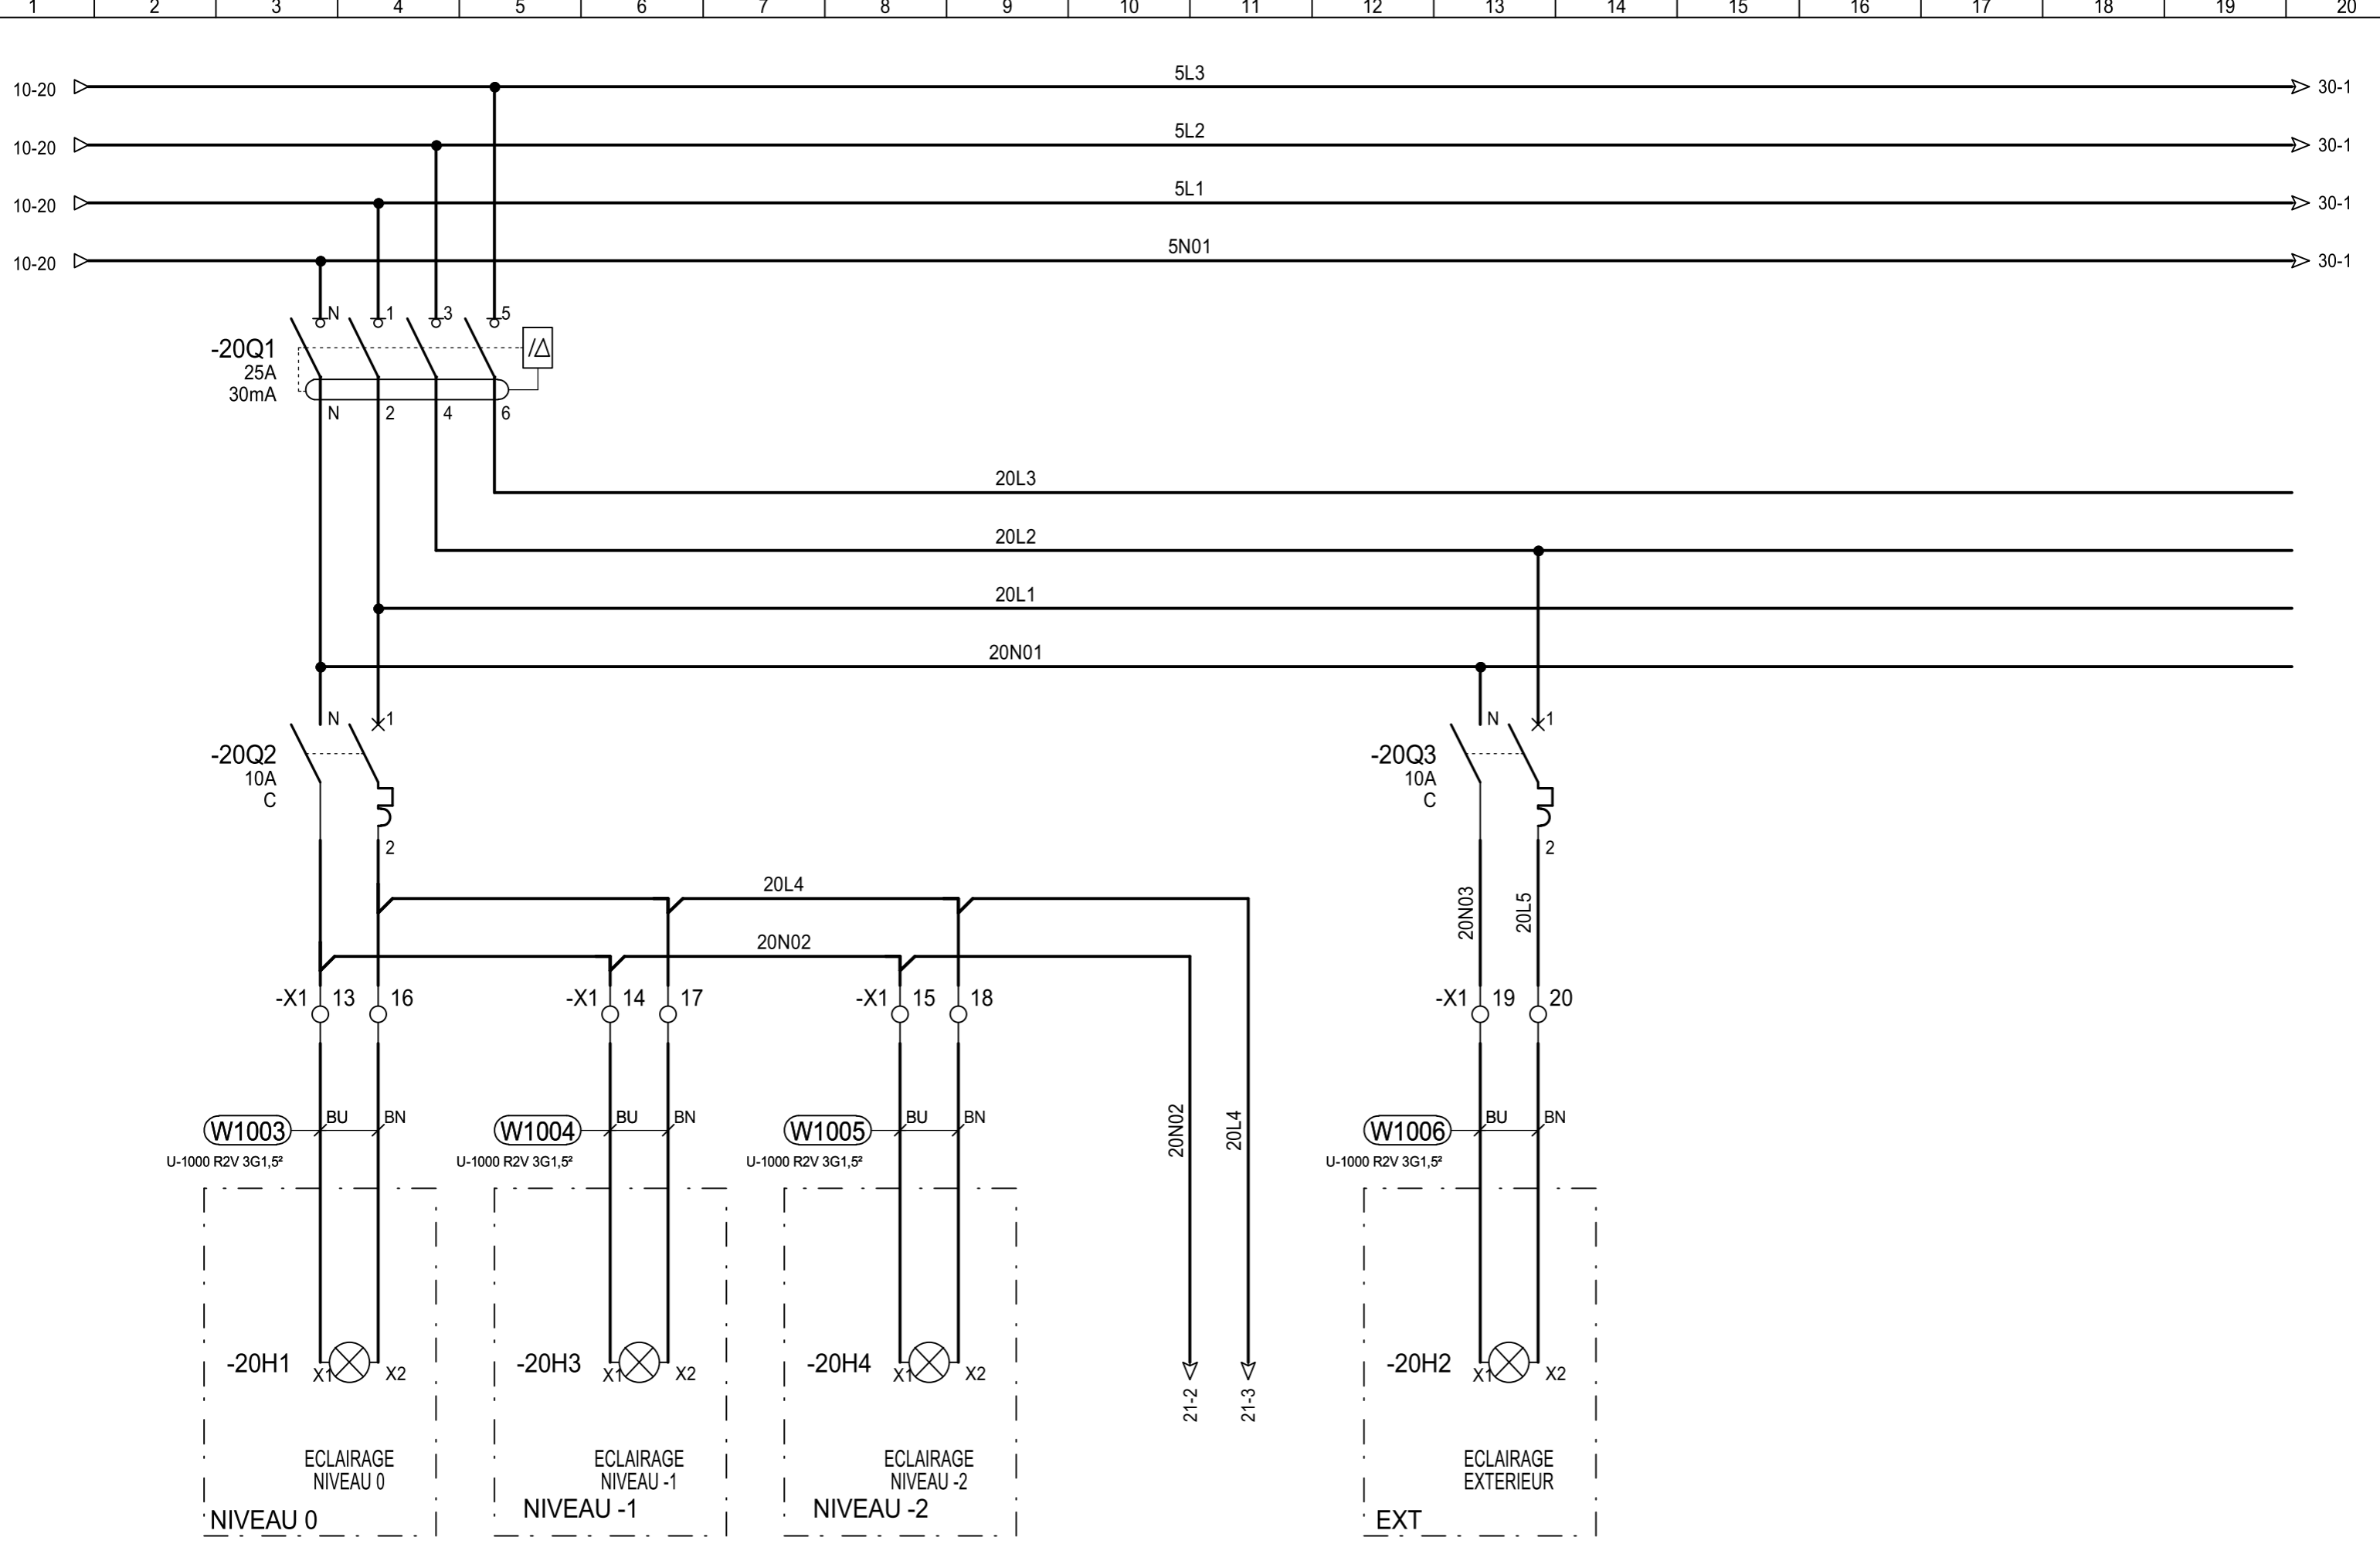 1 2 3 4 5 6 7 8 9 10 11 12 13 14 15 16 17 18 19 20
5L3
10-20 30-1
5L2
10-20 30-1
5L1
10-20 30-1
5N01
10-20 30-1
N 1 3 5
-20Q1
25A
30mA
/Δ
N 2 4 6
20L3
20L2
20L1
20N01
N 1 N 1
-20Q2 -20Q3
10A 10A
C C
2 2
20L4
20N03 20L5
20N02
-X1 13 16 -X1 14 17 -X1 15 18 -X1 19 20
BU BN BU BN BU BN BU BN
W1003 W1004 W1005 20N02 20L4 W1006
U-1000 R2V 3G1,5² U-1000 R2V 3G1,5² U-1000 R2V 3G1,5² U-1000 R2V 3G1,5²
-20H1 X1 X2 -20H3 X1 X2 -20H4 X1 X2 -20H2 X1 X2
21-2 21-3
ECLAIRAGE ECLAIRAGE ECLAIRAGE ECLAIRAGE
NIVEAU 0 NIVEAU -1 NIVEAU -2 EXTERIEUR
NIVEAU 0 NIVEAU -1 NIVEAU -2 EXT